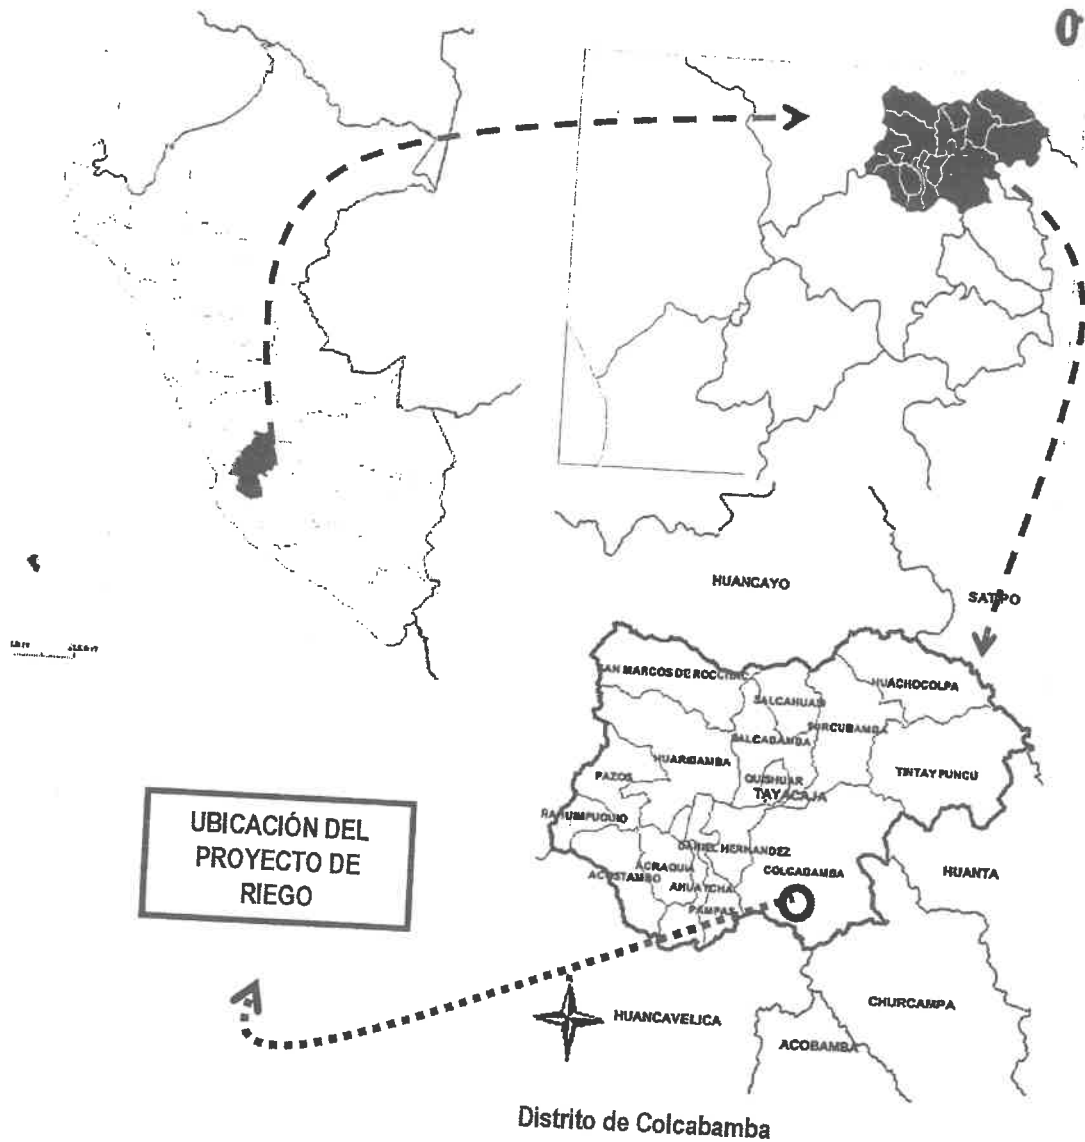 HUANCAYO
SATIPO
SAN MARCOS DE ROCCHAC
HUACHOCOLPA
SALCAHUASI
SURCUBAMBA
SALCABAMBA
HUARIBAMBA
TINTAY PUNCU
PAZOS
QUISHUAR
TAYACAJA
ÑAHUIMPUQUIO
DANIEL HERNANDEZ
ACRAQUIA
COLCABAMBA
HUANTA
ACOSTAMBO
AHUAYCHA
PAMPAS
UBICACIÓN DEL
PROYECTO DE
RIEGO
HUANCAVELICA
CHURCAMPA
ACOBAMBA
Distrito de Colcabamba